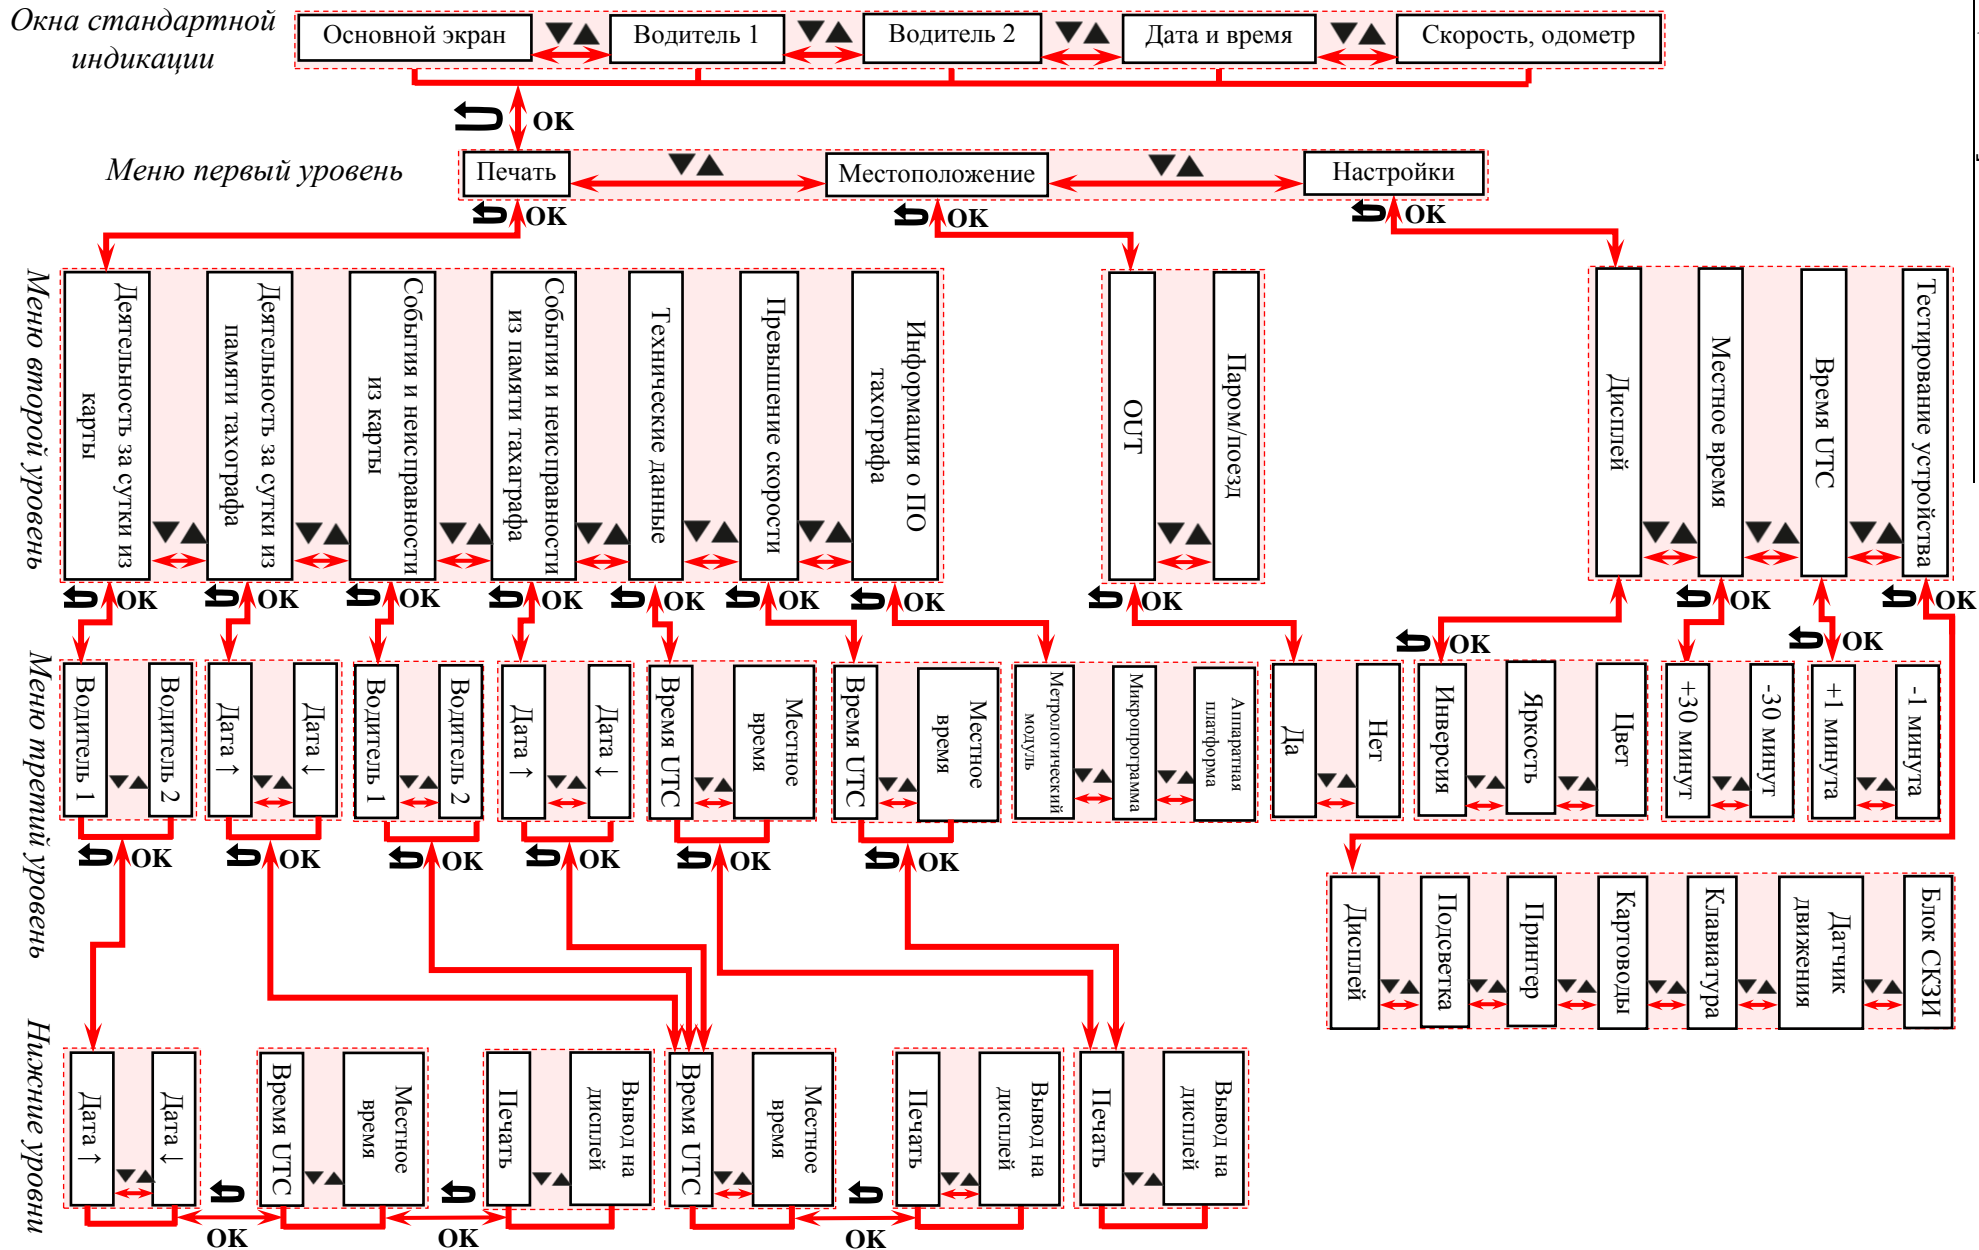 Окна стандартной
индикации
Основной экран
Водитель 1
Водитель 2
Дата и время
Скорость, одометр
OK
Меню первый уровень
Печать
Местоположение
Настройки
OK
OK
OK
Меню второй уровень
Деятельность за сутки из
карты
Деятельность за сутки из
памяти тахографа
События и неисправности
из карты
События и неисправности
из памяти тахаграфа
Технические данные
Превышение скорости
Информация о ПО
тахографа
OUT
Паром/поезд
Дисплей
Местное время
Время UTC
Тестирование устройства
OK
OK
OK
OK
OK
OK
OK
OK
OK
OK
OK
OK
Меню третий уровень
Водитель 1
Водитель 2
Дата ↑
Дата ↓
Водитель 1
Водитель 2
Дата ↑
Дата ↓
Время UTC
Местное
время
Время UTC
Местное
время
Метрологический
модуль
Микропрограмма
Аппаратная
платформа
Да
Нет
Инверсия
Яркость
Цвет
+30 минут
-30 минут
+1 минута
-1 минута
OK
OK
OK
OK
OK
OK
Дисплей
Подсветка
Принтер
Картоводы
Клавиатура
Датчик
движения
Блок СКЗИ
Нижние уровни
Дата ↑
Дата ↓
Время UTC
Местное
время
Печать
Вывод на
дисплей
Время UTC
Местное
время
Печать
Вывод на
дисплей
Печать
Вывод на
дисплей
OK
OK
OK